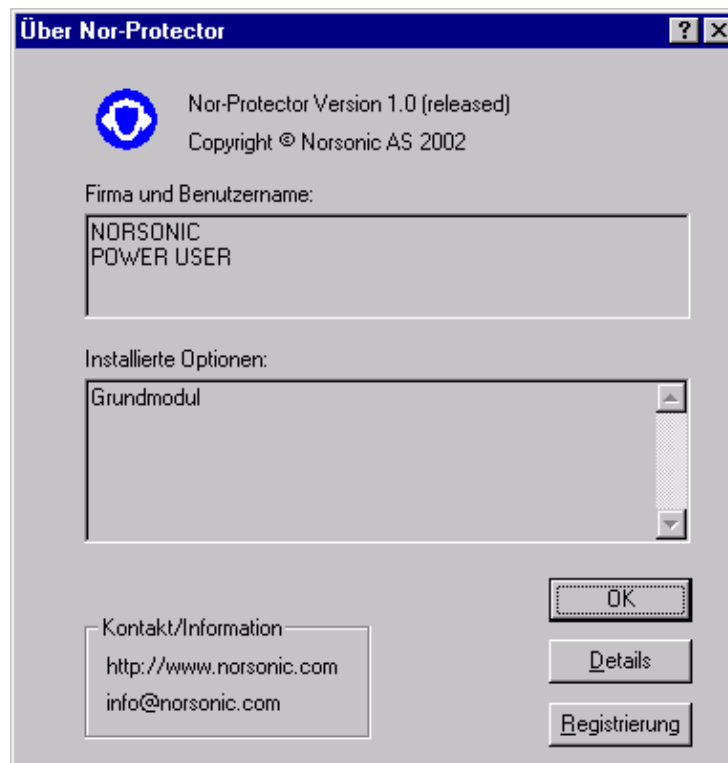 Über Nor-Protector
Nor-Protector Version 1.0 (released)
Copyright © Norsonic AS 2002
Firma und Benutzername:
NORSONIC
POWER USER
Installierte Optionen:
Grundmodul
OK
Kontakt/Information
http://www.norsonic.com
info@norsonic.com
Details
Registrierung